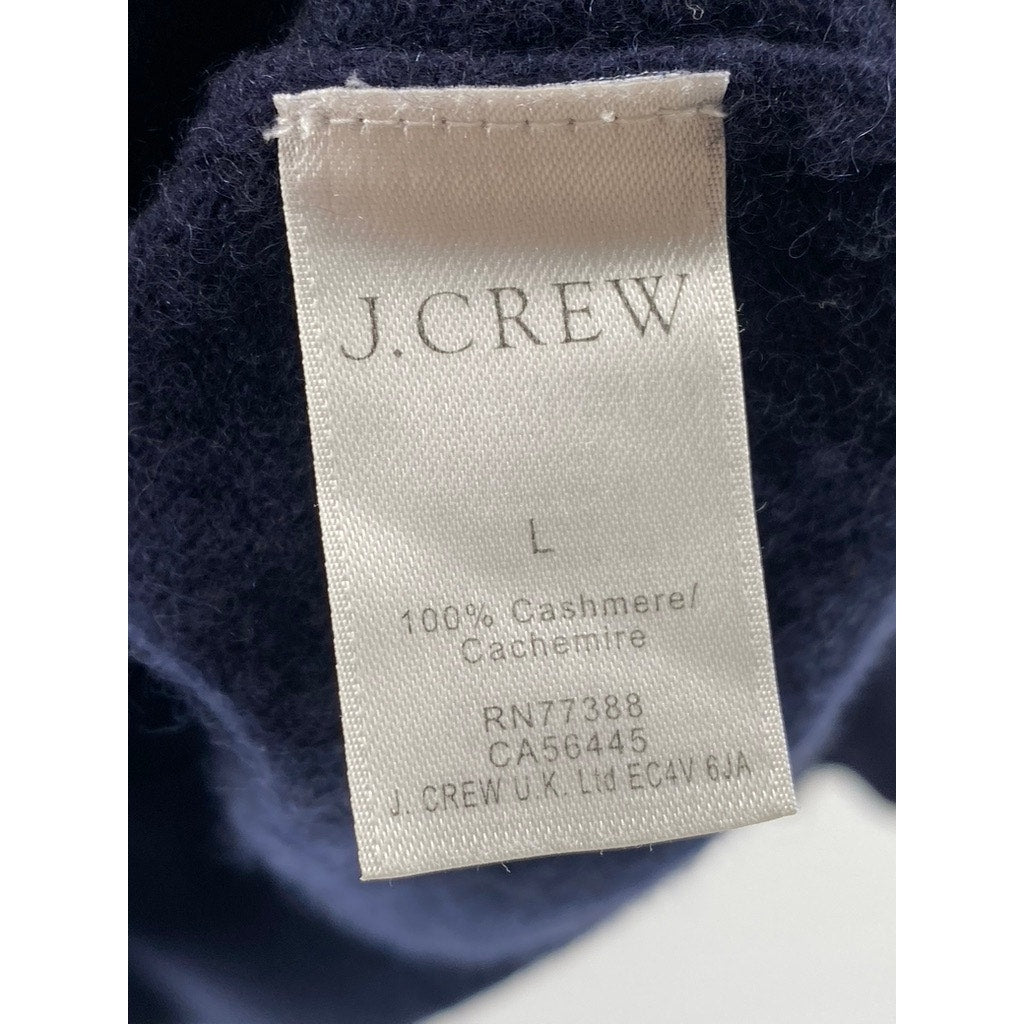 J.CREW
L
100% Cashmere/
Cachemire
RN77388
CA56445
J. CREW U.K. Ltd EC4V 6JA